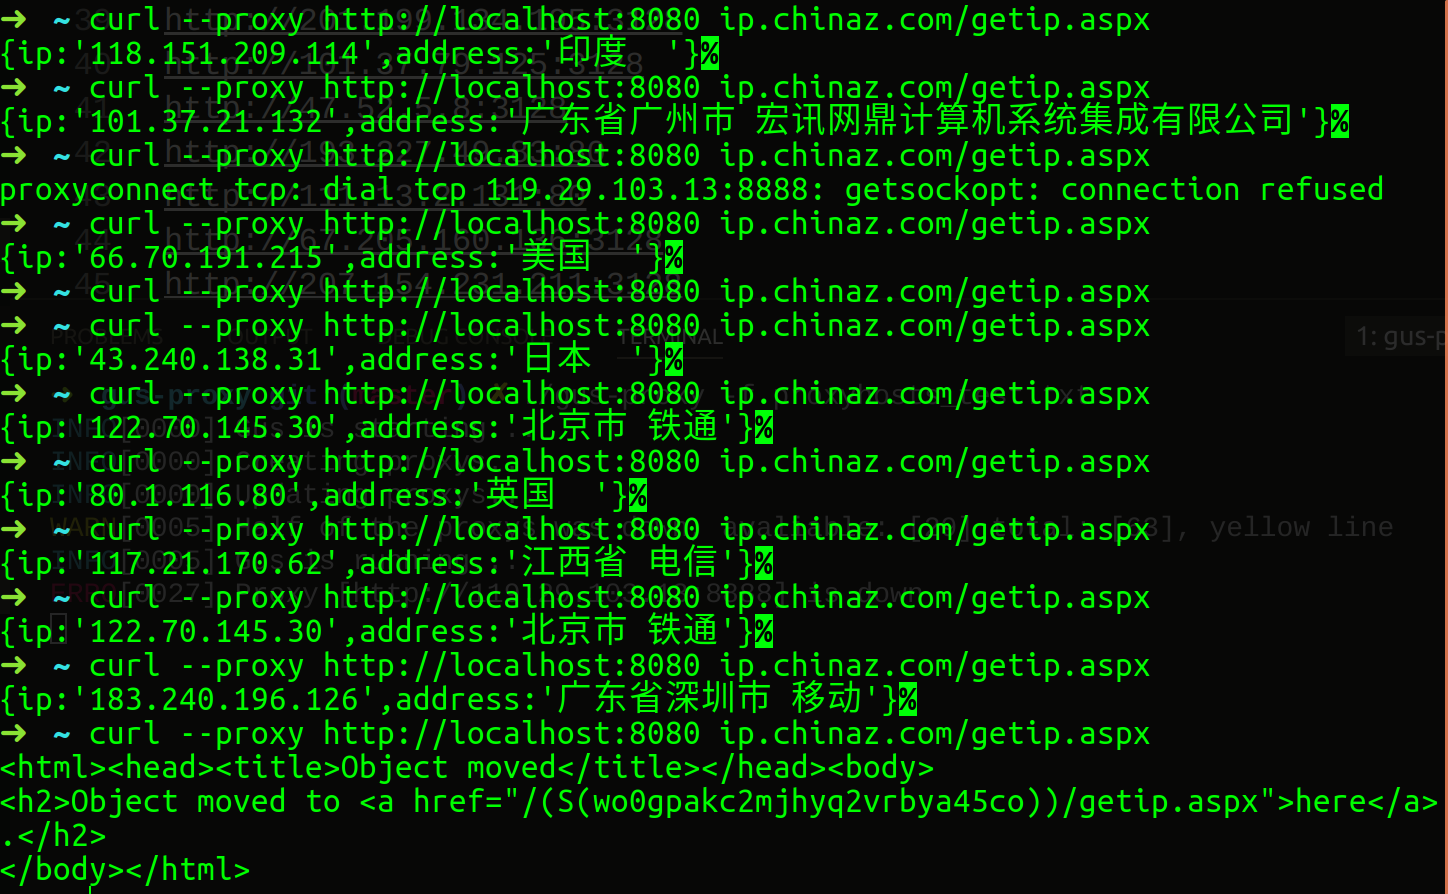 ➜  ~ curl --proxy http://localhost:8080 ip.chinaz.com/getip.aspx
{ip:'118.151.209.114',address:'印度  '}%
➜  ~ curl --proxy http://localhost:8080 ip.chinaz.com/getip.aspx
{ip:'101.37.21.132',address:'广东省广州市 宏讯网鼎计算机系统集成有限公司'}%
➜  ~ curl --proxy http://localhost:8080 ip.chinaz.com/getip.aspx
proxyconnect tcp: dial tcp 119.29.103.13:8888: getsockopt: connection refused
➜  ~ curl --proxy http://localhost:8080 ip.chinaz.com/getip.aspx
{ip:'66.70.191.215',address:'美国  '}%
➜  ~ curl --proxy http://localhost:8080 ip.chinaz.com/getip.aspx
➜  ~ curl --proxy http://localhost:8080 ip.chinaz.com/getip.aspx
{ip:'43.240.138.31',address:'日本  '}%
➜  ~ curl --proxy http://localhost:8080 ip.chinaz.com/getip.aspx
{ip:'122.70.145.30',address:'北京市 铁通'}%
➜  ~ curl --proxy http://localhost:8080 ip.chinaz.com/getip.aspx
{ip:'80.1.116.80',address:'英国  '}%
➜  ~ curl --proxy http://localhost:8080 ip.chinaz.com/getip.aspx
{ip:'117.21.170.62',address:'江西省 电信'}%
➜  ~ curl --proxy http://localhost:8080 ip.chinaz.com/getip.aspx
{ip:'122.70.145.30',address:'北京市 铁通'}%
➜  ~ curl --proxy http://localhost:8080 ip.chinaz.com/getip.aspx
{ip:'183.240.196.126',address:'广东省深圳市 移动'}%
➜  ~ curl --proxy http://localhost:8080 ip.chinaz.com/getip.aspx
<html><head><title>Object moved</title></head><body>
<h2>Object moved to <a href="/(S(wo0gpakc2mjhyq2vrbya45co))/getip.aspx">here</a>
.</h2>
</body></html>